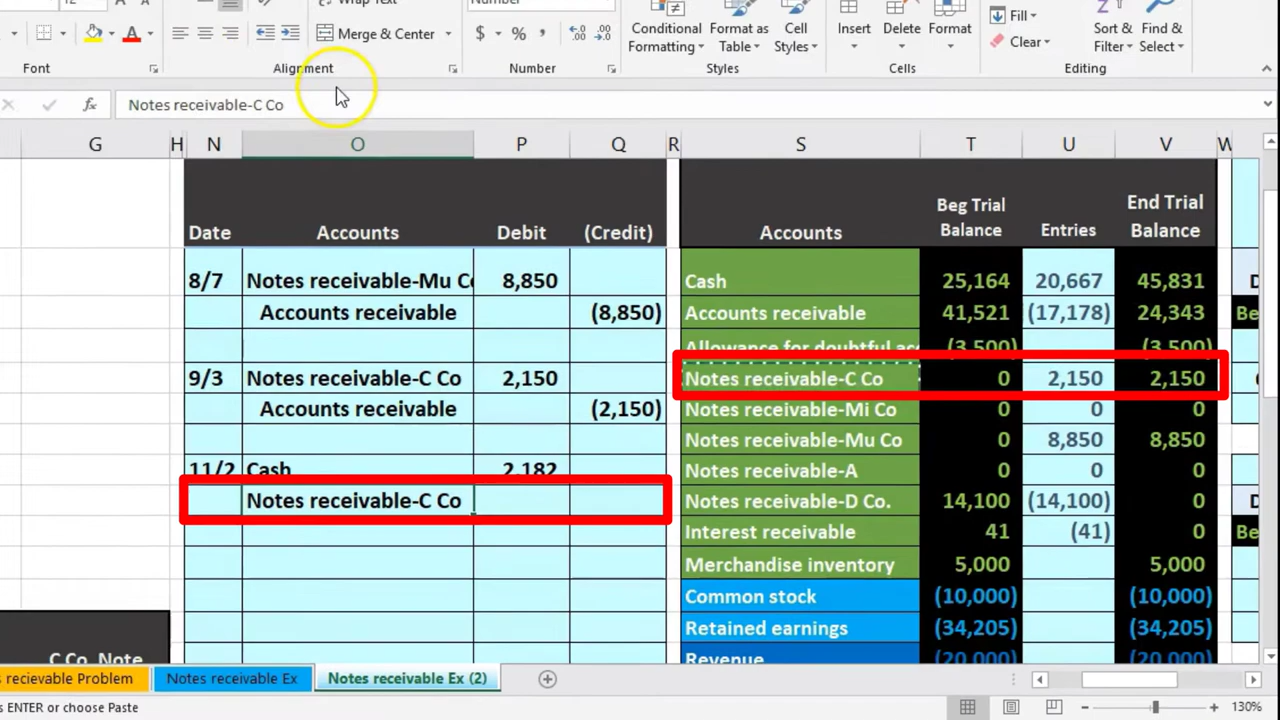 Wrap Text
Number
Merge & Center
$ % ,
Conditional Formatting
Format as Table
Cell Styles
Insert
Delete
Format
Fill
Clear
Sort & Filter
Find & Select
Font
Alignment
Number
Styles
Cells
Editing
fx Notes receivable-C Co
G H N O P Q R S T U V W
Date Accounts Debit (Credit)
8/7 Notes receivable-Mu Co 8,850
Accounts receivable (8,850)
9/3 Notes receivable-C Co 2,150
Accounts receivable (2,150)
11/2 Cash 2,182
Notes receivable-C Co
Accounts Beg Trial Balance Entries End Trial Balance
Cash 25,164 20,667 45,831
Accounts receivable 41,521 (17,178) 24,343
Allowance for doubtful acc (3,500) (3,500)
Notes receivable-C Co 0 2,150 2,150
Notes receivable-Mi Co 0 0 0
Notes receivable-Mu Co 0 8,850 8,850
Notes receivable-A 0 0 0
Notes receivable-D Co. 14,100 (14,100) 0
Interest receivable 41 (41) 0
Merchandise inventory 5,000 5,000
Common stock (10,000) (10,000)
Retained earnings (34,205) (34,205)
Revenue (20,000) (20,000)
D
Be
D
Be
C Co. Note
s recievable Problem
Notes receivable Ex
Notes receivable Ex (2)
s ENTER or choose Paste
130%